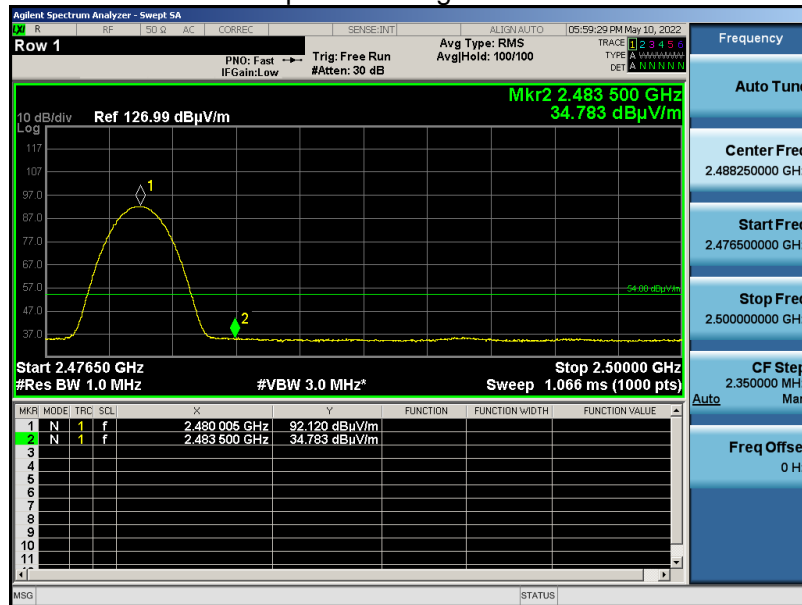 Agilent Spectrum Analyzer - Swept SA
LXI R RF 50 Ω AC CORREC SENSE:INT ALIGN AUTO 05:59:29 PM May 10, 2022
Row 1
PNO: Fast
IFGain:Low
Trig: Free Run
#Atten: 30 dB
Avg Type: RMS
Avg|Hold: 100/100
TRACE 1 2 3 4 5 6
TYPE A WWWWW
DET A N N N N N
Mkr2 2.483 500 GHz
34.783 dBµV/m
10 dB/div Ref 126.99 dBµV/m
Log
117
107
97.0
87.0
77.0
67.0
57.0
47.0
37.0
1
2
54.00 dBµV/m
Start 2.47650 GHz Stop 2.50000 GHz
#Res BW 1.0 MHz #VBW 3.0 MHz* Sweep 1.066 ms (1000 pts)
MKR MODE TRC SCL X Y FUNCTION FUNCTION WIDTH FUNCTION VALUE
1 N 1 f 2.480 005 GHz 92.120 dBµV/m
2 N 1 f 2.483 500 GHz 34.783 dBµV/m
3
4
5
6
7
8
9
10
11
MSG STATUS
Frequency
Auto Tune
Center Freq
2.488250000 GH
Start Freq
2.476500000 GH
Stop Freq
2.500000000 GH
CF Step
2.350000 MH
Auto Man
Freq Offse
0 H